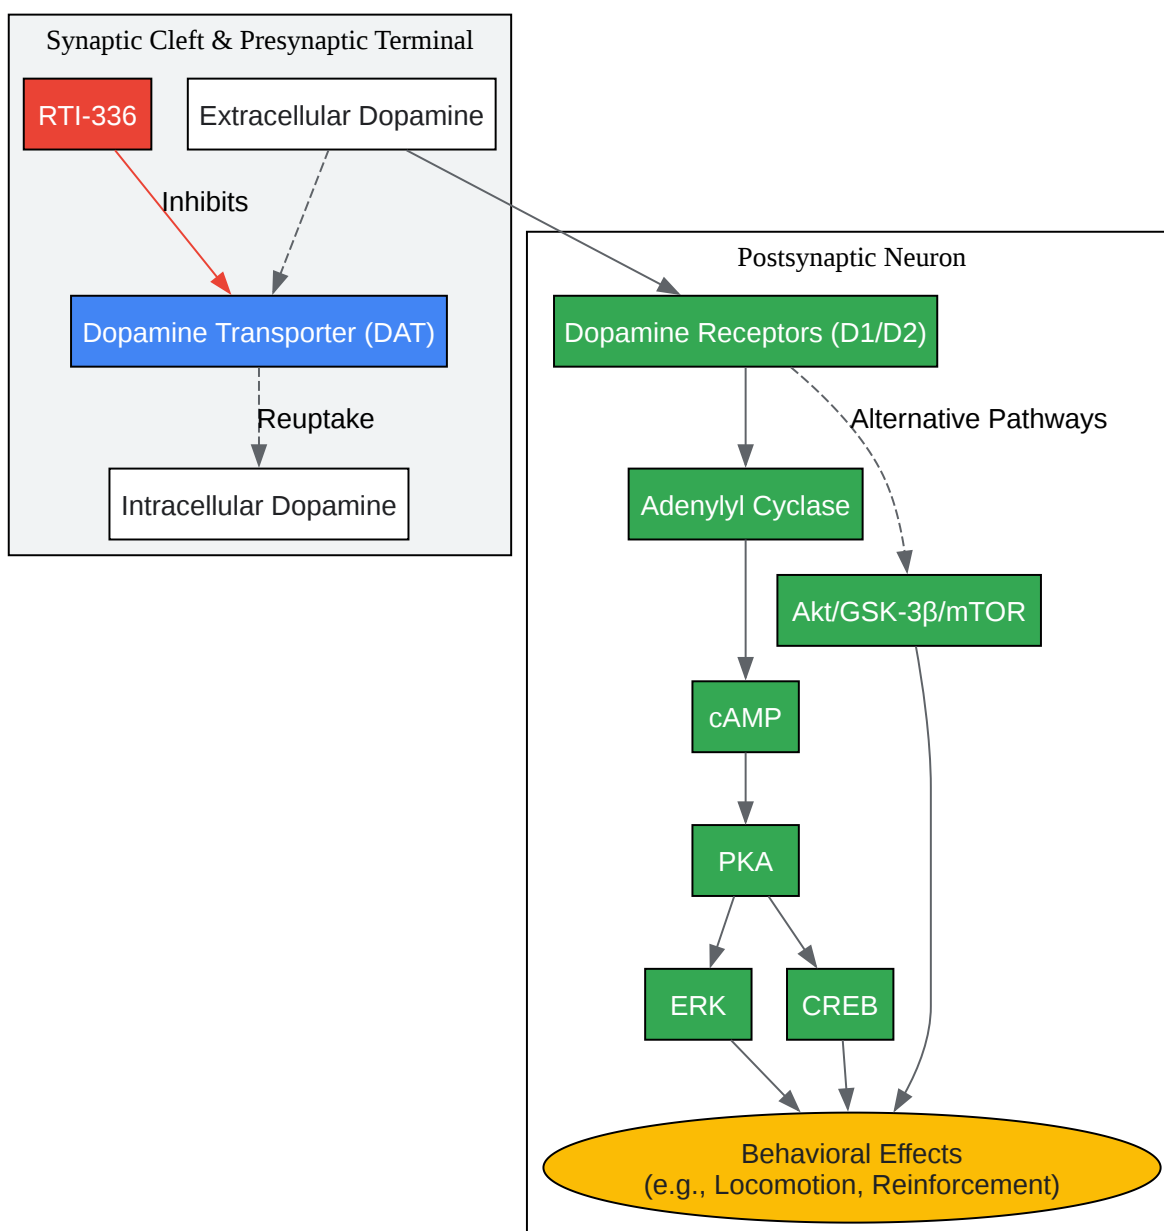 Synaptic Cleft & Presynaptic Terminal
RTI-336
Extracellular Dopamine
Inhibits
Postsynaptic Neuron
Dopamine Transporter (DAT)
Dopamine Receptors (D1/D2)
Reuptake
Alternative Pathways
Intracellular Dopamine
Adenylyl Cyclase
Akt/GSK-3β/mTOR
cAMP
PKA
ERK
CREB
Behavioral Effects
(e.g., Locomotion, Reinforcement)